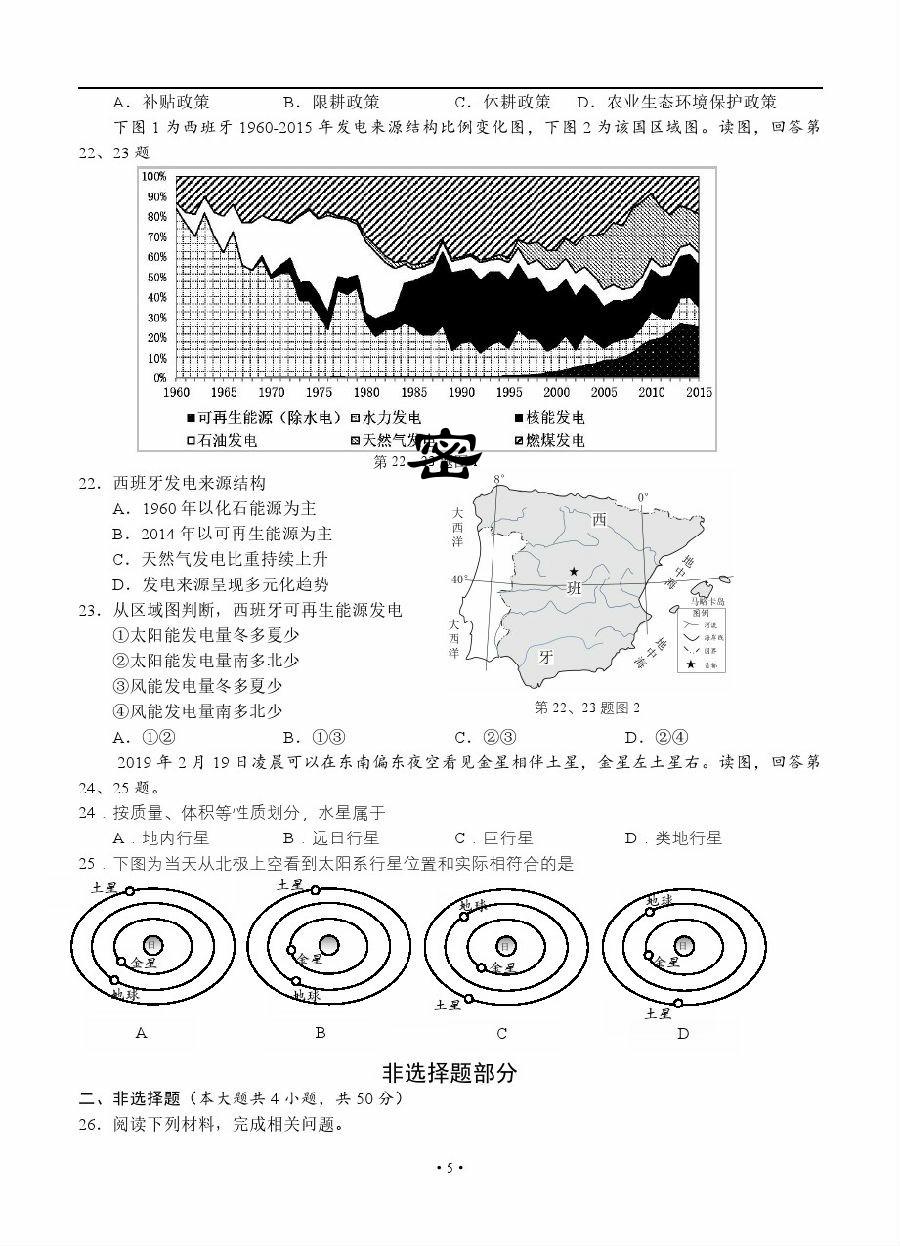 A．补贴政策 B．限耕政策 C．休耕政策 D．农业生态环境保护政策
下图 1 为西班牙 1960-2015 年发电来源结构比例变化图，下图 2 为该国区域图。读图，回答第
22、23 题
100%
90%
80%
70%
60%
50%
40%
30%
20%
10%
0%
1960 1965 1970 1975 1980 1985 1990 1995 2000 2005 2010 2015
■可再生能源（除水电） 水力发电 ■核能发电
□石油发电 天然气发电 燃煤发电
密
第 22、23 题图 1
22．西班牙发电来源结构
A．1960 年以化石能源为主
B．2014 年以可再生能源为主
C．天然气发电比重持续上升
D．发电来源呈现多元化趋势
23．从区域图判断，西班牙可再生能源发电
①太阳能发电量冬多夏少
②太阳能发电量南多北少
③风能发电量冬多夏少
④风能发电量南多北少
8°
0°
大西洋
西
地中海
40°
★
班
马略卡岛
图例
河流
海岸线
国界
★ 首都
大西洋
牙
地中海
第 22、23 题图 2
A．①② B．①③ C．②③ D．②④
2019 年 2 月 19 日凌晨可以在东南偏东夜空看见金星相伴土星，金星左土星右。读图，回答第
24、25 题。
24．按质量、体积等性质划分，水星属于
A．地内行星 B．远日行星 C．巨行星 D．类地行星
25．下图为当天从北极上空看到太阳系行星位置和实际相符合的是
土星 日 金星 地球
土星 金星 地球
地球 日 金星 土星
地球 日 金星 土星
A B C D
非选择题部分
二、非选择题（本大题共 4 小题，共 50 分）
26．阅读下列材料，完成相关问题。
• 5 •